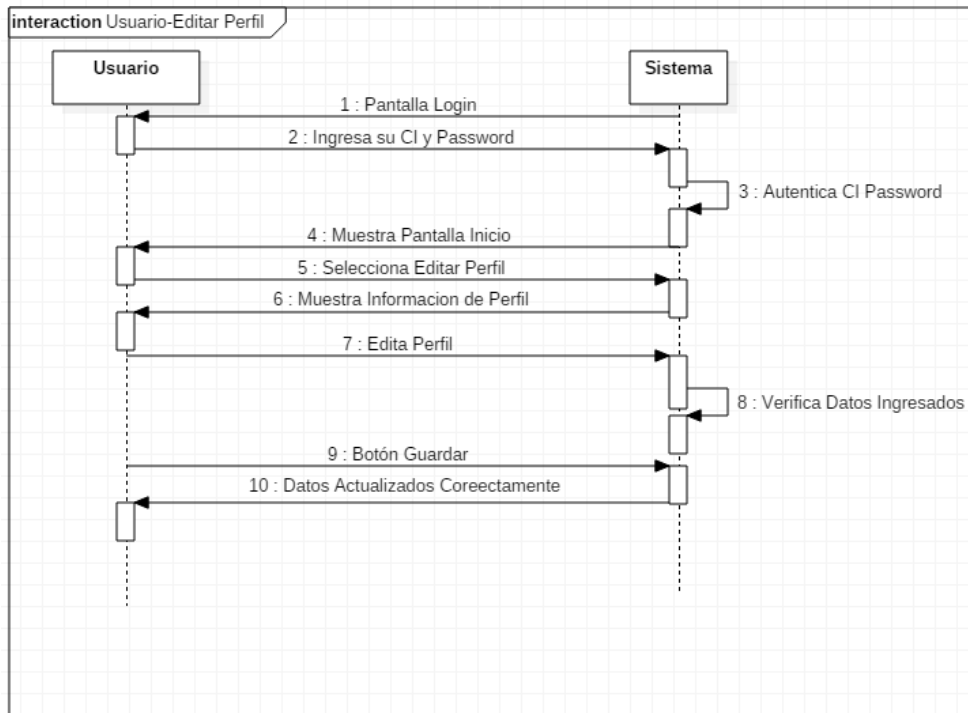 interaction Usuario-Editar Perfil
Usuario
Sistema
1 : Pantalla Login
2 : Ingresa su CI y Password
3 : Autentica CI Password
4 : Muestra Pantalla Inicio
5 : Selecciona Editar Perfil
6 : Muestra Informacion de Perfil
7 : Edita Perfil
8 : Verifica Datos Ingresados
9 : Botón Guardar
10 : Datos Actualizados Coreectamente